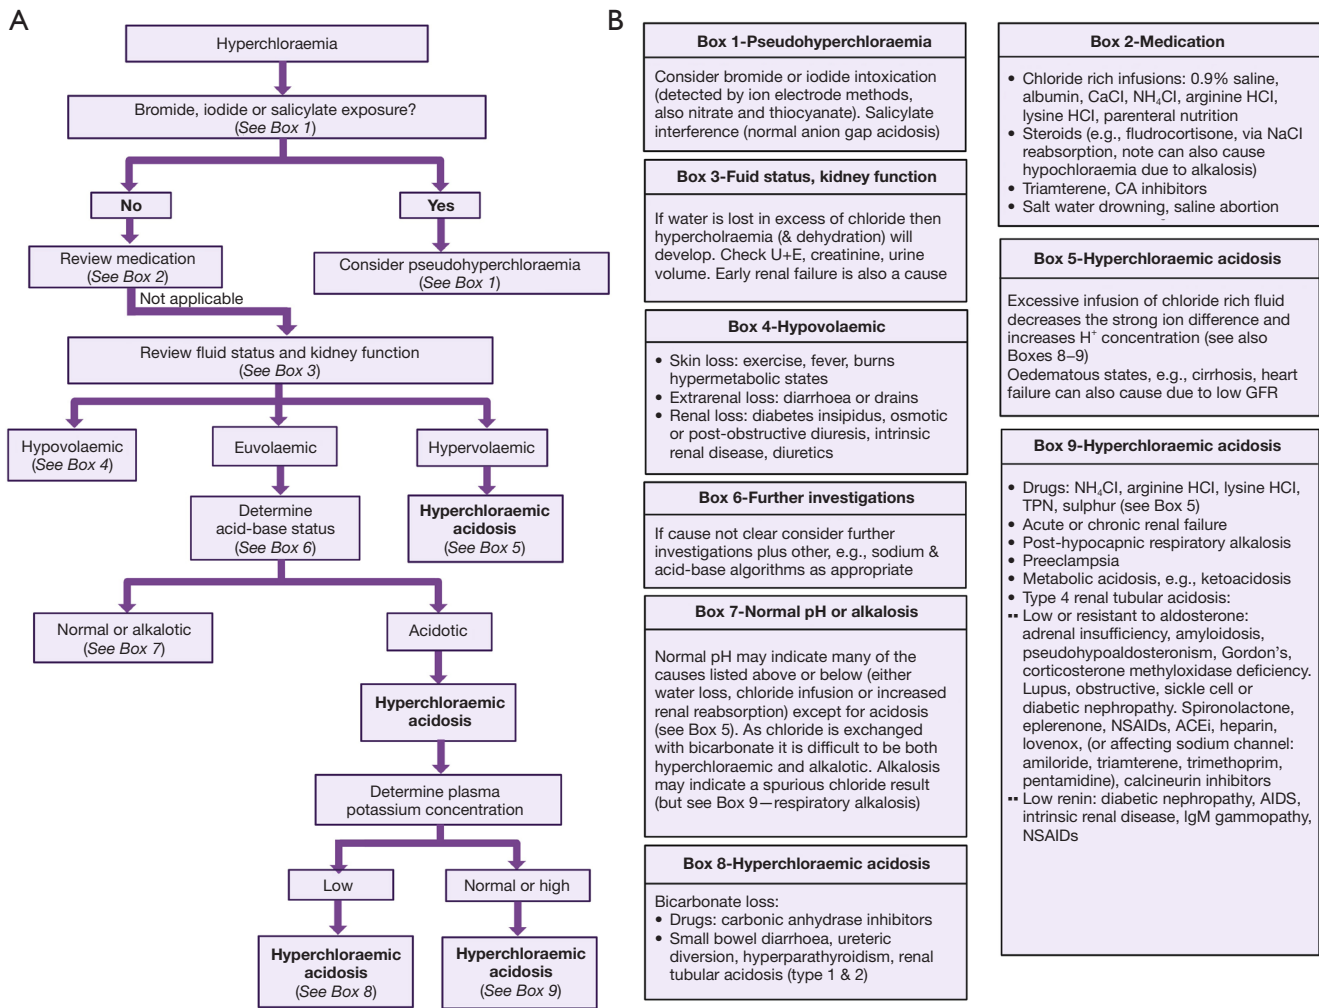 A
Hyperchloraemia
Bromide, iodide or salicylate exposure?
(See Box 1)
No
Yes
Review medication
(See Box 2)
Consider pseudohyperchloraemia
(See Box 1)
Not applicable
Review fluid status and kidney function
(See Box 3)
Hypovolaemic
(See Box 4)
Euvolaemic
Hypervolaemic
Determine
acid-base status
(See Box 6)
Hyperchloraemic
acidosis
(See Box 5)
Normal or alkalotic
(See Box 7)
Acidotic
Hyperchloraemic
acidosis
Determine plasma
potassium concentration
Low
Normal or high
Hyperchloraemic
acidosis
(See Box 8)
Hyperchloraemic
acidosis
(See Box 9)
B
Box 1-Pseudohyperchloraemia
Consider bromide or iodide intoxication
(detected by ion electrode methods,
also nitrate and thiocyanate). Salicylate
interference (normal anion gap acidosis)
Box 3-Fuid status, kidney function
If water is lost in excess of chloride then
hypercholraemia (& dehydration) will
develop. Check U+E, creatinine, urine
volume. Early renal failure is also a cause
Box 4-Hypovolaemic
• Skin loss: exercise, fever, burns
hypermetabolic states
• Extrarenal loss: diarrhoea or drains
• Renal loss: diabetes insipidus, osmotic
or post-obstructive diuresis, intrinsic
renal disease, diuretics
Box 6-Further investigations
If cause not clear consider further
investigations plus other, e.g., sodium &
acid-base algorithms as appropriate
Box 7-Normal pH or alkalosis
Normal pH may indicate many of the
causes listed above or below (either
water loss, chloride infusion or increased
renal reabsorption) except for acidosis
(see Box 5). As chloride is exchanged
with bicarbonate it is difficult to be both
hyperchloraemic and alkalotic. Alkalosis
may indicate a spurious chloride result
(but see Box 9—respiratory alkalosis)
Box 8-Hyperchloraemic acidosis
Bicarbonate loss:
• Drugs: carbonic anhydrase inhibitors
• Small bowel diarrhoea, ureteric
diversion, hyperparathyroidism, renal
tubular acidosis (type 1 & 2)
Box 2-Medication
• Chloride rich infusions: 0.9% saline,
albumin, CaCl, NH₄Cl, arginine HCl,
lysine HCl, parenteral nutrition
• Steroids (e.g., fludrocortisone, via NaCl
reabsorption, note can also cause
hypochloraemia due to alkalosis)
• Triamterene, CA inhibitors
• Salt water drowning, saline abortion
Box 5-Hyperchloraemic acidosis
Excessive infusion of chloride rich fluid
decreases the strong ion difference and
increases H⁺ concentration (see also
Boxes 8–9)
Oedematous states, e.g., cirrhosis, heart
failure can also cause due to low GFR
Box 9-Hyperchloraemic acidosis
• Drugs: NH₄Cl, arginine HCl, lysine HCl,
TPN, sulphur (see Box 5)
• Acute or chronic renal failure
• Post-hypocapnic respiratory alkalosis
• Preeclampsia
• Metabolic acidosis, e.g., ketoacidosis
• Type 4 renal tubular acidosis:
-- Low or resistant to aldosterone:
adrenal insufficiency, amyloidosis,
pseudohypoaldosteronism, Gordon's,
corticosterone methyloxidase deficiency.
Lupus, obstructive, sickle cell or
diabetic nephropathy. Spironolactone,
eplerenone, NSAIDs, ACEi, heparin,
lovenox, (or affecting sodium channel:
amiloride, triamterene, trimethoprim,
pentamidine), calcineurin inhibitors
-- Low renin: diabetic nephropathy, AIDS,
intrinsic renal disease, IgM gammopathy,
NSAIDs